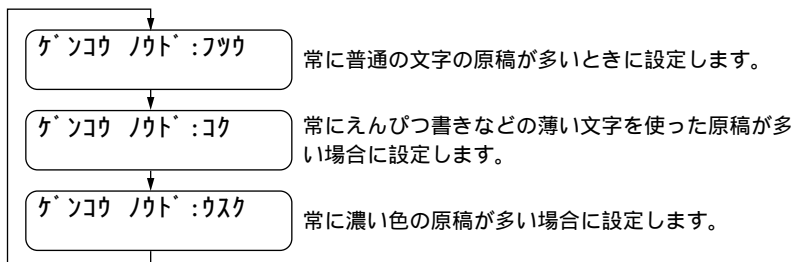 ｹﾞﾝｺｳ ﾉｳﾄﾞ:ﾌﾂｳ
常に普通の文字の原稿が多いときに設定します。
ｹﾞﾝｺｳ ﾉｳﾄﾞ:ｺｸ
常にえんぴつ書きなどの薄い文字を使った原稿が多
い場合に設定します。
ｹﾞﾝｺｳ ﾉｳﾄﾞ:ｳｽｸ
常に濃い色の原稿が多い場合に設定します。